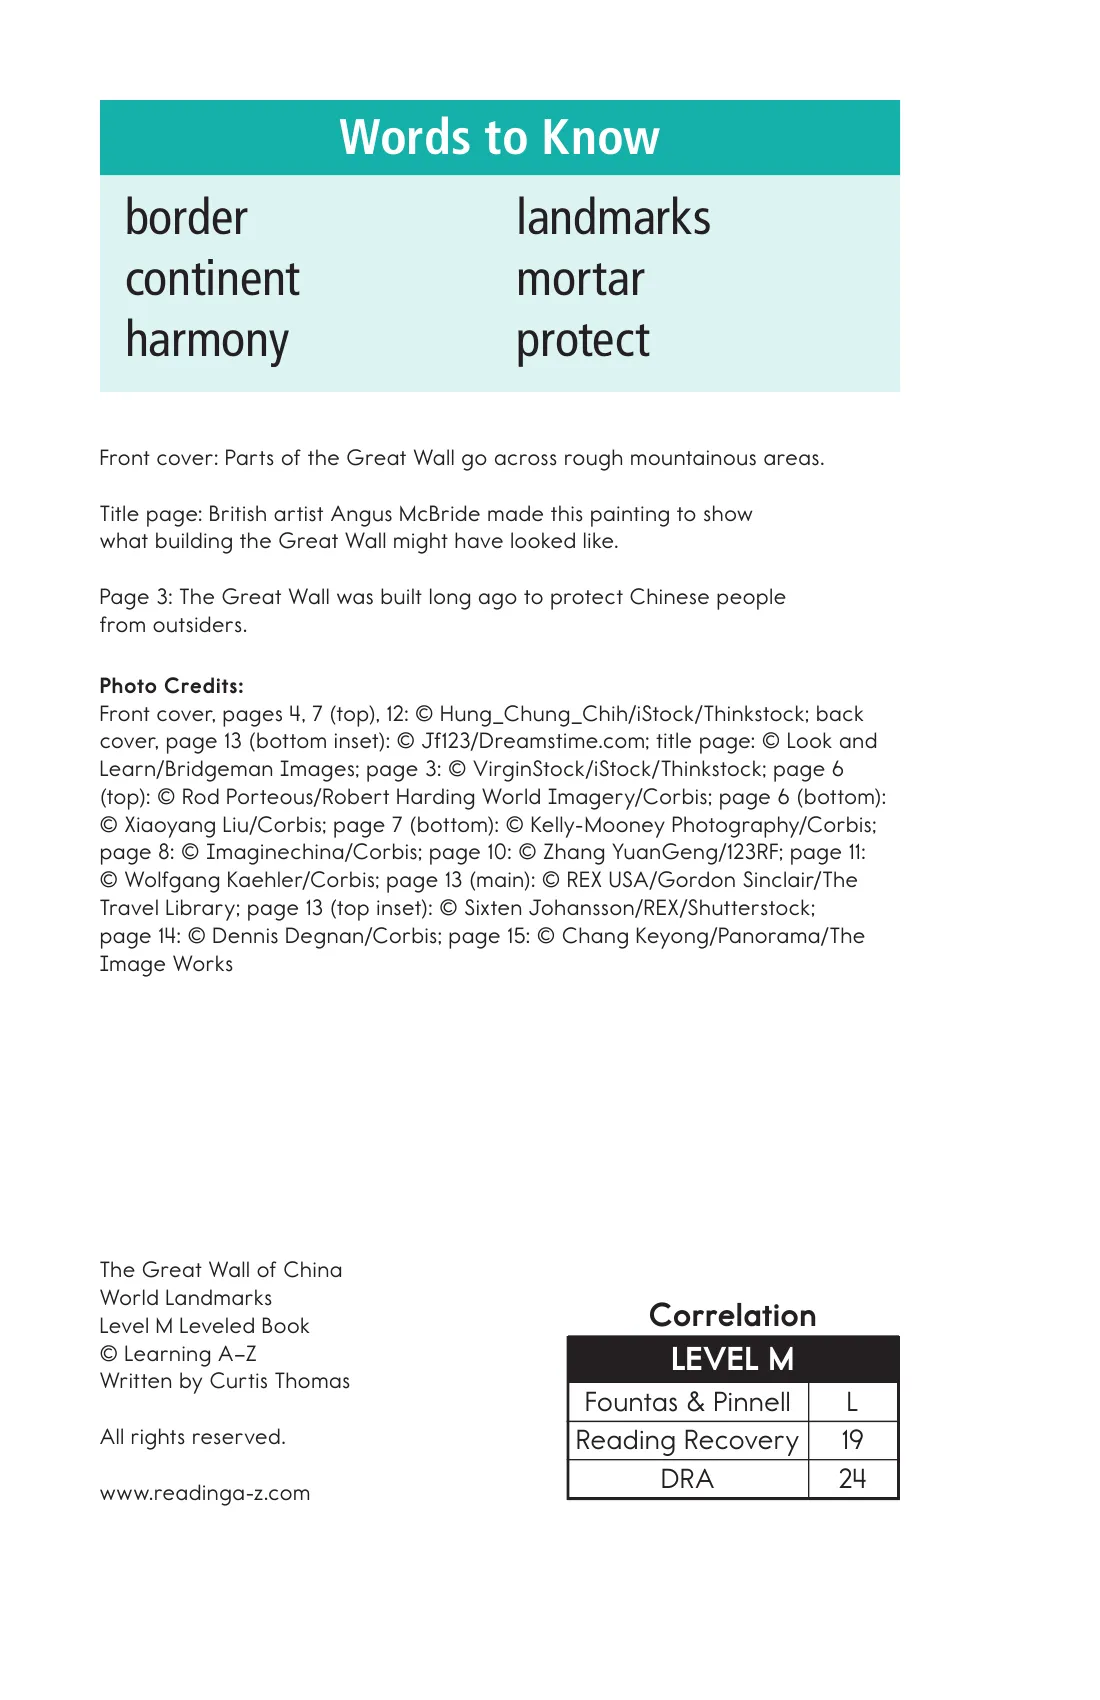 Words to Know
border
continent
harmony
landmarks
mortar
protect
Front cover: Parts of the Great Wall go across rough mountainous areas.
Title page: British artist Angus McBride made this painting to show
what building the Great Wall might have looked like.
Page 3: The Great Wall was built long ago to protect Chinese people
from outsiders.
Photo Credits:
Front cover, pages 4, 7 (top), 12: © Hung_Chung_Chih/iStock/Thinkstock; back
cover, page 13 (bottom inset): © Jf123/Dreamstime.com; title page: © Look and
Learn/Bridgeman Images; page 3: © VirginStock/iStock/Thinkstock; page 6
(top): © Rod Porteous/Robert Harding World Imagery/Corbis; page 6 (bottom):
© Xiaoyang Liu/Corbis; page 7 (bottom): © Kelly-Mooney Photography/Corbis;
page 8: © Imaginechina/Corbis; page 10: © Zhang YuanGeng/123RF; page 11:
© Wolfgang Kaehler/Corbis; page 13 (main): © REX USA/Gordon Sinclair/The
Travel Library; page 13 (top inset): © Sixten Johansson/REX/Shutterstock;
page 14: © Dennis Degnan/Corbis; page 15: © Chang Keyong/Panorama/The
Image Works
The Great Wall of China
World Landmarks
Level M Leveled Book
© Learning A–Z
Written by Curtis Thomas
All rights reserved.
www.readinga-z.com
Correlation
LEVEL M
Fountas & Pinnell L
Reading Recovery 19
DRA 24